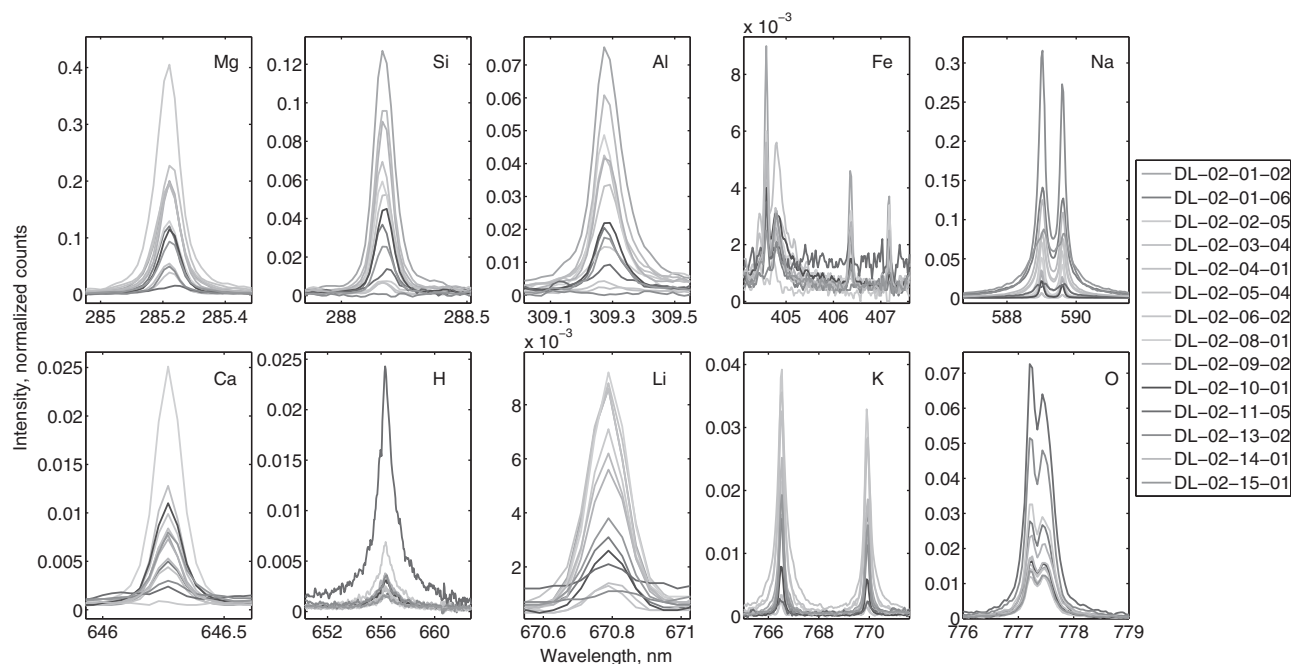 Intensity, normalized counts
Mg
0.4
0.3
0.2
0.1
0
285 285.2 285.4
Si
0.12
0.1
0.08
0.06
0.04
0.02
0
288 288.5
Al
0.07
0.06
0.05
0.04
0.03
0.02
0.01
0
309.1 309.3 309.5
x 10−3
Fe
8
6
4
2
0
405 406 407
Na
0.3
0.25
0.2
0.15
0.1
0.05
0
588 590
Ca
0.025
0.02
0.015
0.01
0.005
0
646 646.5
H
0.025
0.02
0.015
0.01
0.005
0
652 656 660
x 10−3
Li
8
6
4
2
670.6 670.8 671
K
0.04
0.03
0.02
0.01
0
766 768 770
O
0.07
0.06
0.05
0.04
0.03
0.02
0.01
0
776 777 778 779
Wavelength, nm
DL−02−01−02
DL−02−01−06
DL−02−02−05
DL−02−03−04
DL−02−04−01
DL−02−05−04
DL−02−06−02
DL−02−08−01
DL−02−09−02
DL−02−10−01
DL−02−11−05
DL−02−13−02
DL−02−14−01
DL−02−15−01